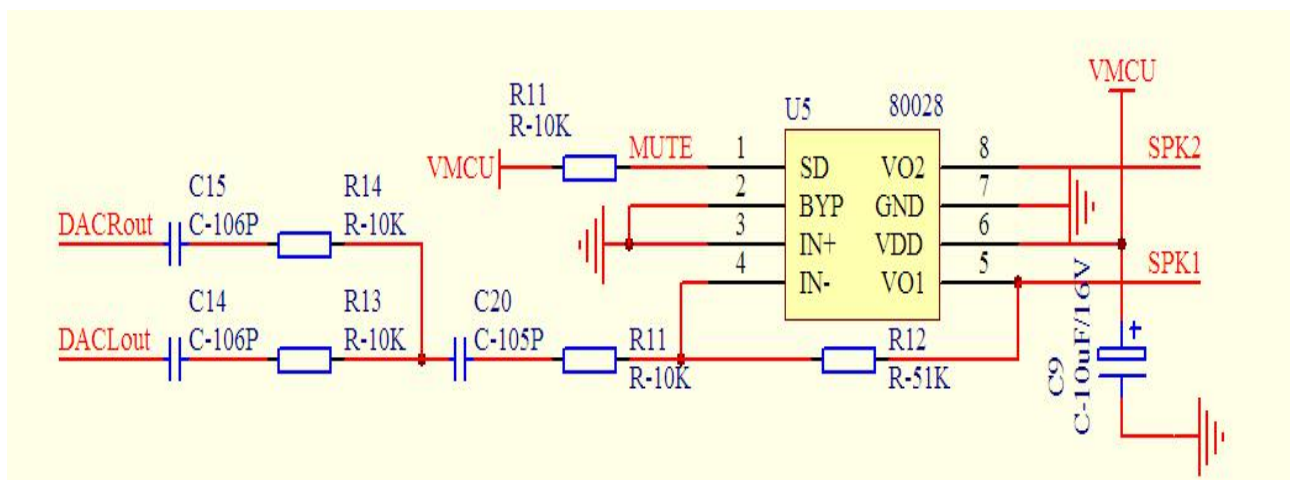 VMCU
R11
R-10K
U5
80028
MUTE
1
SD
VO2
8
SPK2
VMCU
2
BYP
GND
7
C15
C-106P
R14
R-10K
DACRout
3
IN+
VDD
6
4
IN-
VO1
5
SPK1
C14
C-106P
R13
R-10K
DACLout
C20
C-105P
R11
R-10K
R12
R-51K
+
C9
C-10uF/16V